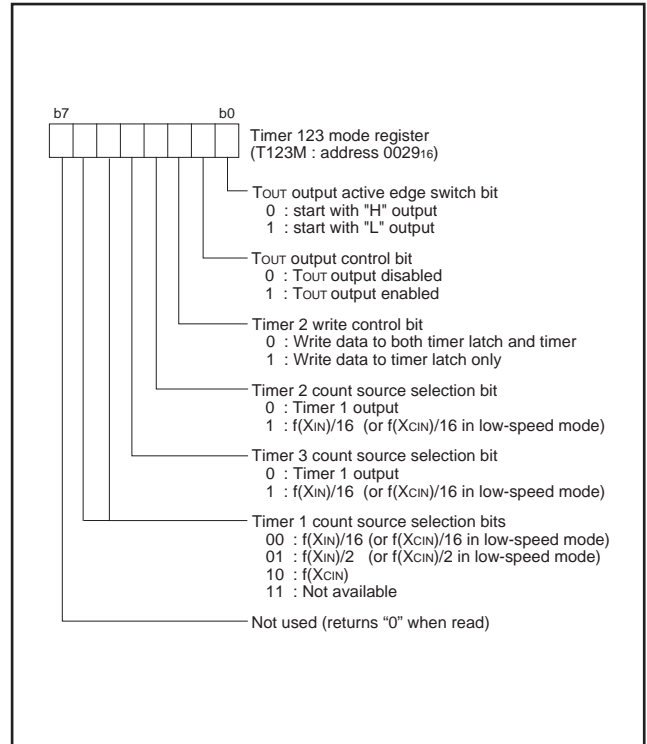 b7 b0
Timer 123 mode register
(T123M : address 002916)
TOUT output active edge switch bit
0 : start with "H" output
1 : start with "L" output
TOUT output control bit
0 : TOUT output disabled
1 : TOUT output enabled
Timer 2 write control bit
0 : Write data to both timer latch and timer
1 : Write data to timer latch only
Timer 2 count source selection bit
0 : Timer 1 output
1 : f(XIN)/16 (or f(XCIN)/16 in low-speed mode)
Timer 3 count source selection bit
0 : Timer 1 output
1 : f(XIN)/16 (or f(XCIN)/16 in low-speed mode)
Timer 1 count source selection bits
00 : f(XIN)/16 (or f(XCIN)/16 in low-speed mode)
01 : f(XIN)/2 (or f(XCIN)/2 in low-speed mode)
10 : f(XCIN)
11 : Not available
Not used (returns “0” when read)